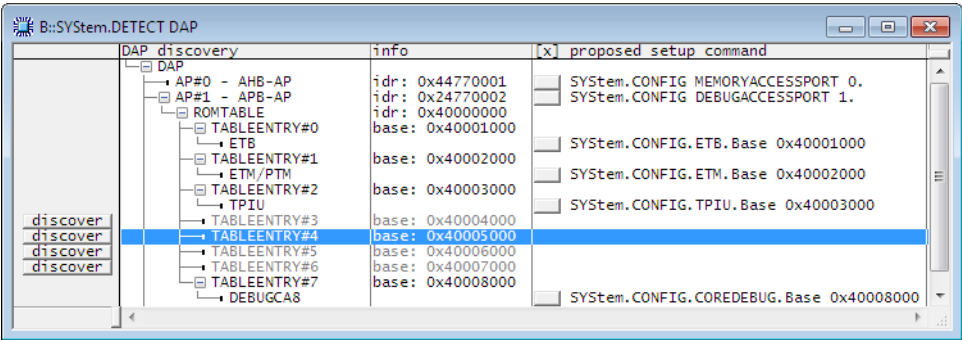 B::SYStem.DETECT DAP
DAP discovery info [x] proposed setup command
DAP
AP#0 - AHB-AP idr: 0x44770001 SYStem.CONFIG MEMORYACCESSPORT 0.
AP#1 - APB-AP idr: 0x24770002 SYStem.CONFIG DEBUGACCESSPORT 1.
ROMTABLE idr: 0x40000000
TABLEENTRY#0 base: 0x40001000
ETB SYStem.CONFIG.ETB.Base 0x40001000
TABLEENTRY#1 base: 0x40002000
ETM/PTM SYStem.CONFIG.ETM.Base 0x40002000
TABLEENTRY#2 base: 0x40003000
TPIU SYStem.CONFIG.TPIU.Base 0x40003000
discover TABLEENTRY#3 base: 0x40004000
discover TABLEENTRY#4 base: 0x40005000
discover TABLEENTRY#5 base: 0x40006000
discover TABLEENTRY#6 base: 0x40007000
TABLEENTRY#7 base: 0x40008000
DEBUGCA8 SYStem.CONFIG.COREDEBUG.Base 0x40008000